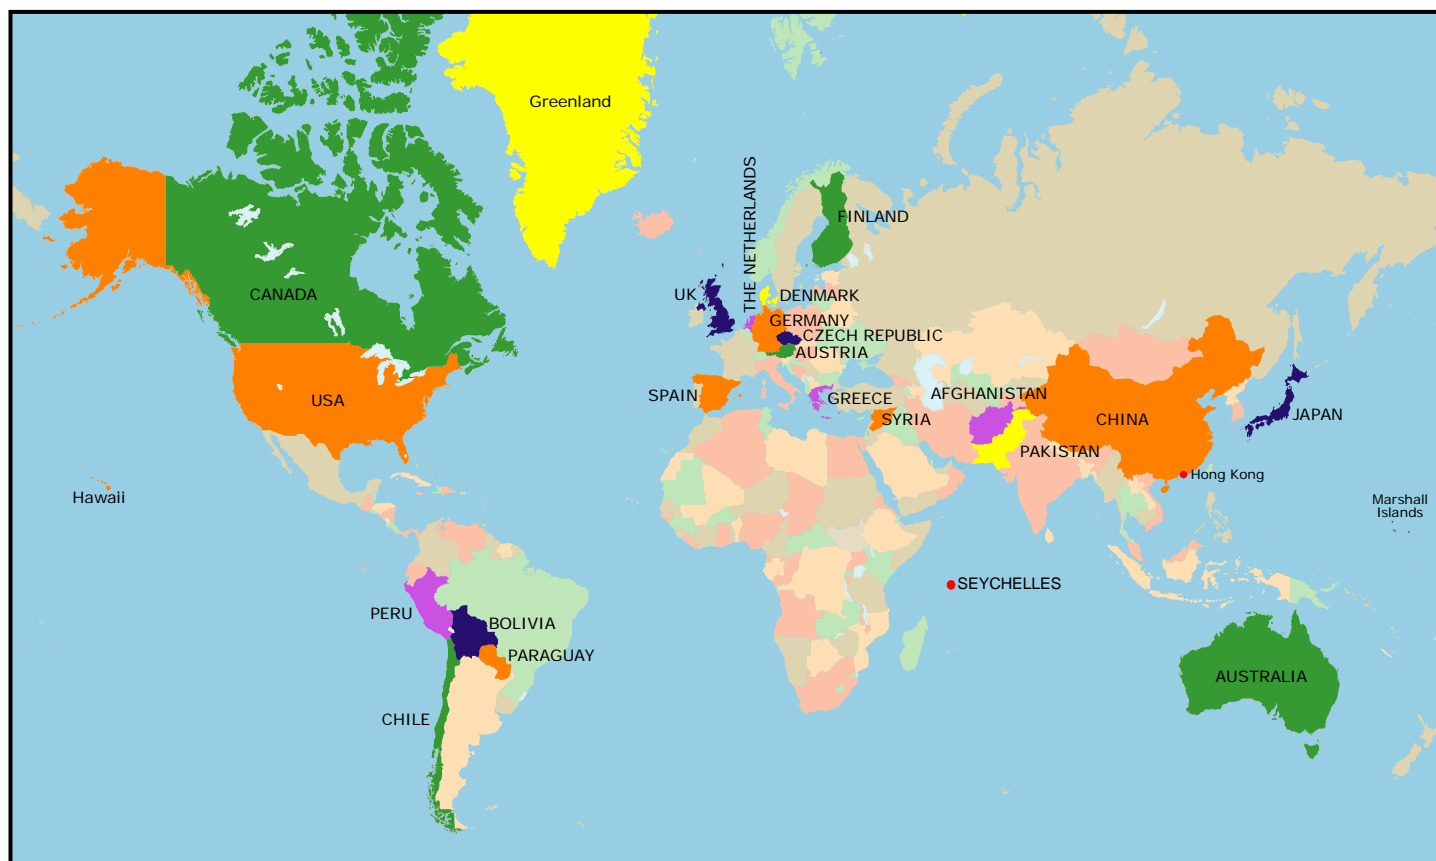 Greenland
THE NETHERLANDS
FINLAND
CANADA
UK
DENMARK
GERMANY
CZECH REPUBLIC
AUSTRIA
USA
SPAIN
GREECE
AFGHANISTAN
SYRIA
CHINA
JAPAN
PAKISTAN
Hong Kong
Hawaii
Marshall
Islands
SEYCHELLES
PERU
BOLIVIA
PARAGUAY
AUSTRALIA
CHILE